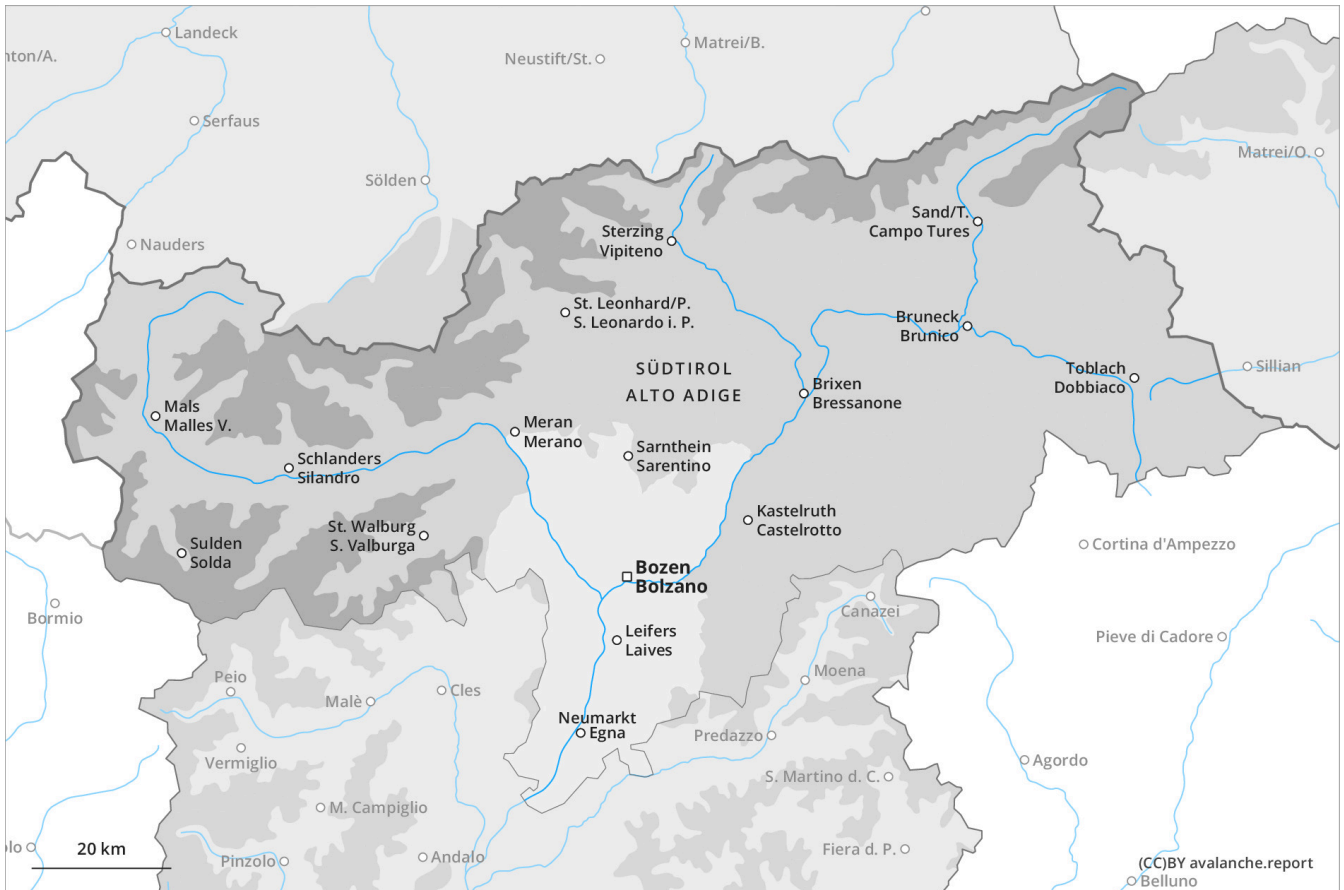 Landeck
nton/A.
Matrei/B.
Neustift/St.
Serfaus
Matrei/O.
Sölden
Sand/T.
Campo Tures
Sterzing
Vipiteno
Nauders
St. Leonhard/P.
S. Leonardo i. P.
Bruneck
Brunico
SÜDTIROL
ALTO ADIGE
Toblach
Dobbiaco
Sillian
Brixen
Bressanone
Mals
Malles V.
Meran
Merano
Sarnthein
Sarentino
Schlanders
Silandro
Kastelruth
Castelrotto
St. Walburg
S. Valburga
Sulden
Solda
Cortina d'Ampezzo
Bozen
Bolzano
Bormio
Canazei
Leifers
Laives
Pieve di Cadore
Moena
Peio
Cles
Malè
Neumarkt
Egna
Predazzo
Vermiglio
Agordo
S. Martino d. C.
M. Campiglio
olo
20 km
Pinzolo
Andalo
Fiera d. P.
(CC)BY avalanche.report
Belluno